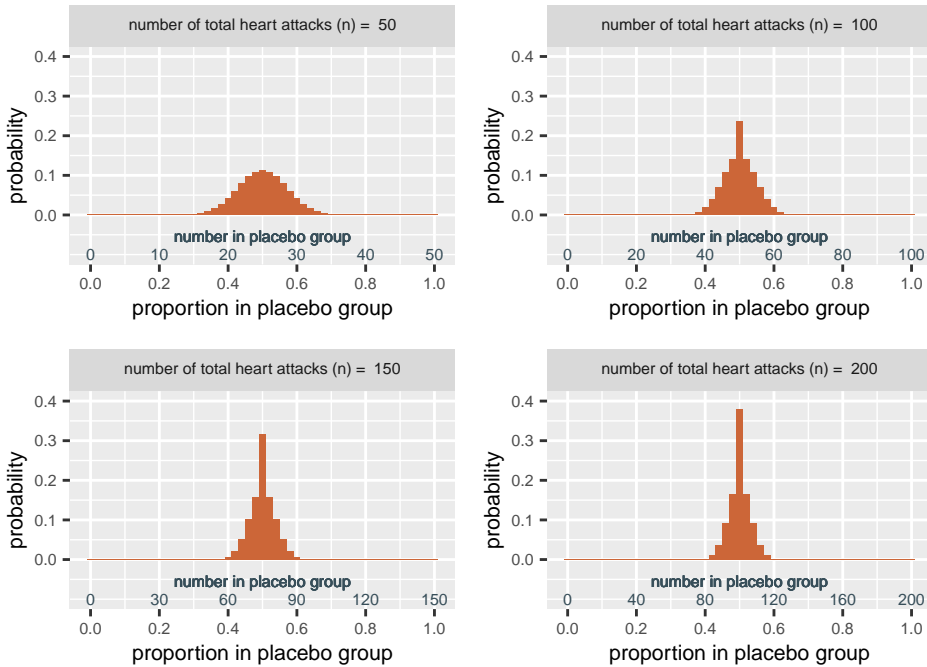 number of total heart attacks (n) = 50
0.4
0.3
0.2
0.1
0.0
probability
number in placebo group
0 10 20 30 40 50
0.0 0.2 0.4 0.6 0.8 1.0
proportion in placebo group
number of total heart attacks (n) = 100
0.4
0.3
0.2
0.1
0.0
probability
number in placebo group
0 20 40 60 80 100
0.0 0.2 0.4 0.6 0.8 1.0
proportion in placebo group
number of total heart attacks (n) = 150
0.4
0.3
0.2
0.1
0.0
probability
number in placebo group
0 30 60 90 120 150
0.0 0.2 0.4 0.6 0.8 1.0
proportion in placebo group
number of total heart attacks (n) = 200
0.4
0.3
0.2
0.1
0.0
probability
number in placebo group
0 40 80 120 160 200
0.0 0.2 0.4 0.6 0.8 1.0
proportion in placebo group